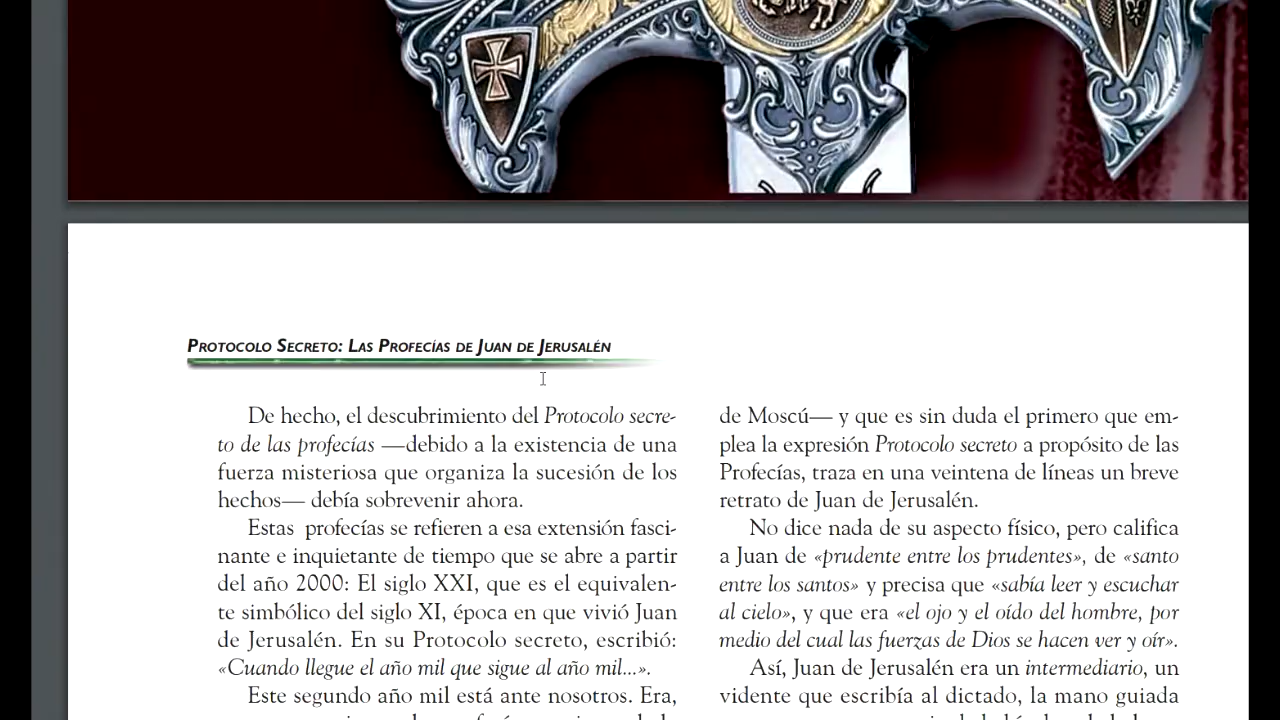 Protocolo Secreto: Las Profecías de Juan de Jerusalén
De hecho, el descubrimiento del Protocolo secre-
to de las profecías —debido a la existencia de una
fuerza misteriosa que organiza la sucesión de los
hechos— debía sobrevenir ahora.
Estas profecías se refieren a esa extensión fasci-
nante e inquietante de tiempo que se abre a partir
del año 2000: El siglo XXI, que es el equivalen-
te simbólico del siglo XI, época en que vivió Juan
de Jerusalén. En su Protocolo secreto, escribió:
«Cuando llegue el año mil que sigue al año mil...».
Este segundo año mil está ante nosotros. Era,
de Moscú— y que es sin duda el primero que em-
plea la expresión Protocolo secreto a propósito de las
Profecías, traza en una veintena de líneas un breve
retrato de Juan de Jerusalén.
No dice nada de su aspecto físico, pero califica
a Juan de «prudente entre los prudentes», de «santo
entre los santos» y precisa que «sabía leer y escuchar
al cielo», y que era «el ojo y el oído del hombre, por
medio del cual las fuerzas de Dios se hacen ver y oír».
Así, Juan de Jerusalén era un intermediario, un
vidente que escribía al dictado, la mano guiada